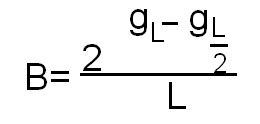 B= 2 g_L − g_{L/2} / L